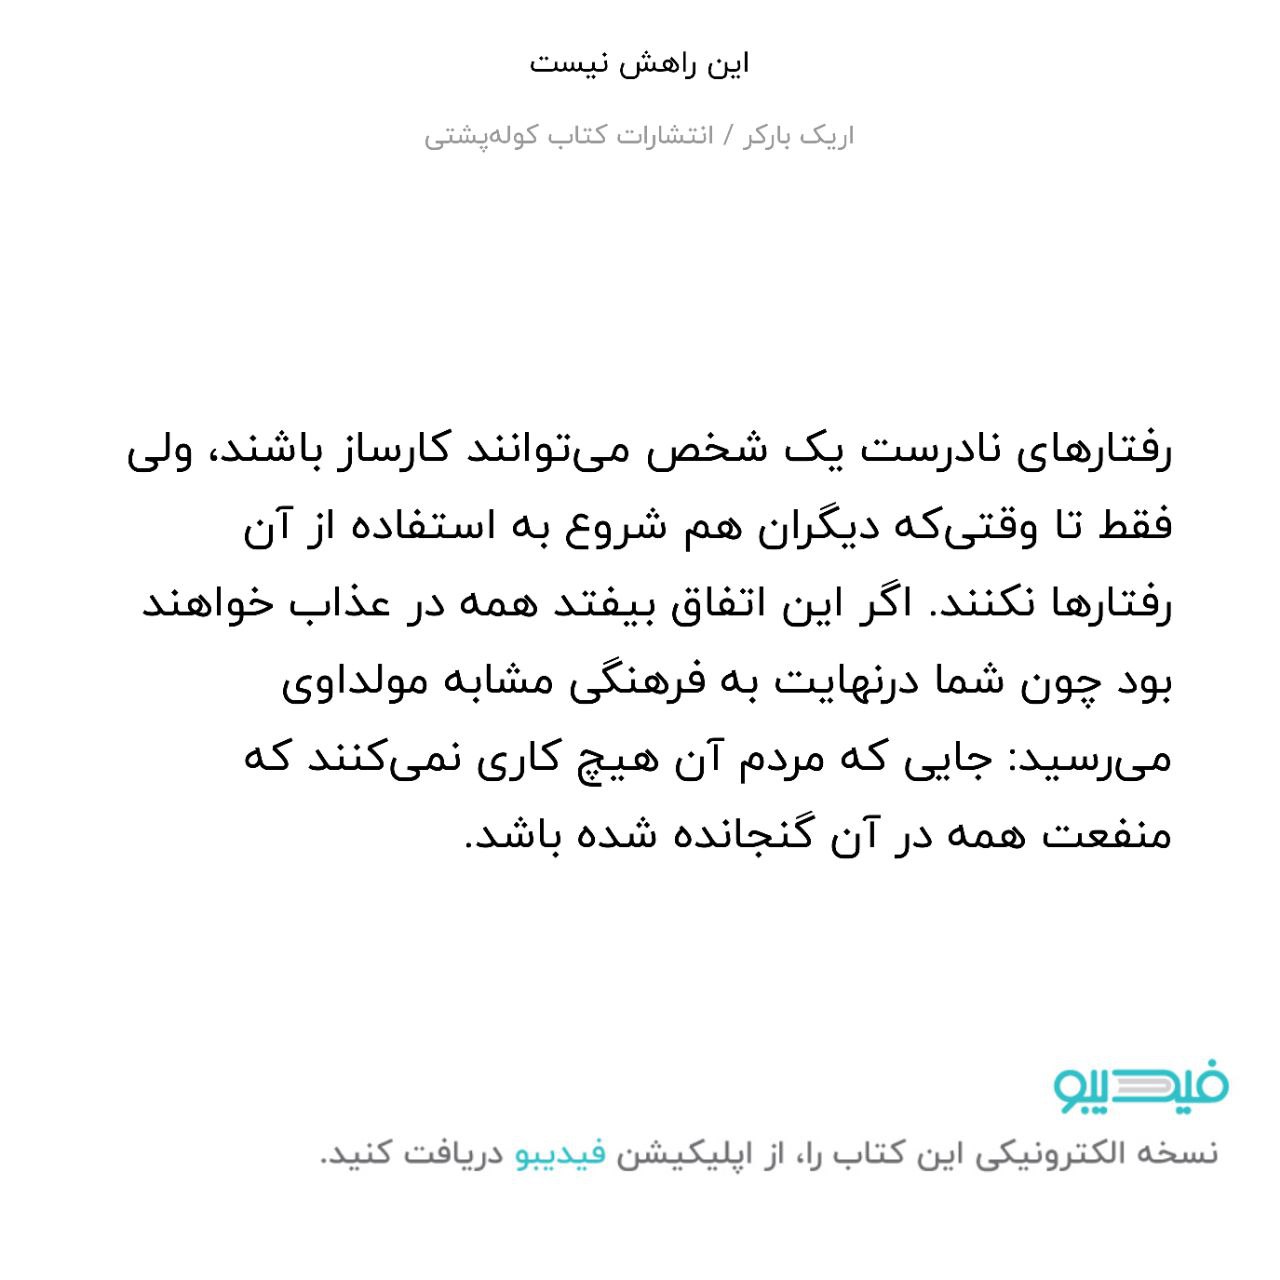 این راهش نیست
اریک بارکر / انتشارات کتاب کوله‌پشتی
رفتارهای نادرست یک شخص می‌توانند کارساز باشند، ولی
فقط تا وقتی‌که دیگران هم شروع به استفاده از آن
رفتارها نکنند. اگر این اتفاق بیفتد همه در عذاب خواهند
بود چون شما درنهایت به فرهنگی مشابه مولداوی
می‌رسید: جایی که مردم آن هیچ کاری نمی‌کنند که
منفعت همه در آن گنجانده شده باشد.
فیدیبو
نسخه الکترونیکی این کتاب را، از اپلیکیشن فیدیبو دریافت کنید.